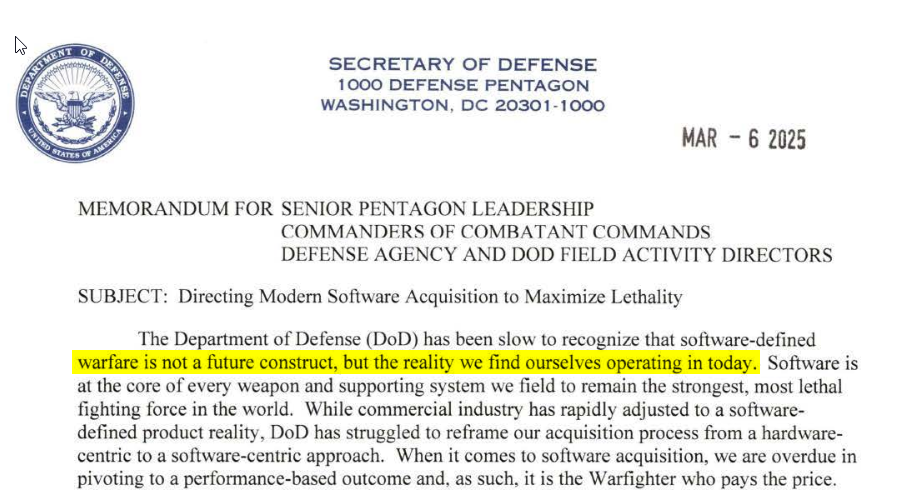 DEPARTMENT OF DEFENSE
UNITED STATES OF AMERICA
SECRETARY OF DEFENSE
1000 DEFENSE PENTAGON
WASHINGTON, DC 20301-1000
MAR - 6 2025
MEMORANDUM FOR SENIOR PENTAGON LEADERSHIP
COMMANDERS OF COMBATANT COMMANDS
DEFENSE AGENCY AND DOD FIELD ACTIVITY DIRECTORS
SUBJECT: Directing Modern Software Acquisition to Maximize Lethality
The Department of Defense (DoD) has been slow to recognize that software-defined
warfare is not a future construct, but the reality we find ourselves operating in today. Software is
at the core of every weapon and supporting system we field to remain the strongest, most lethal
fighting force in the world. While commercial industry has rapidly adjusted to a software-
defined product reality, DoD has struggled to reframe our acquisition process from a hardware-
centric to a software-centric approach. When it comes to software acquisition, we are overdue in
pivoting to a performance-based outcome and, as such, it is the Warfighter who pays the price.